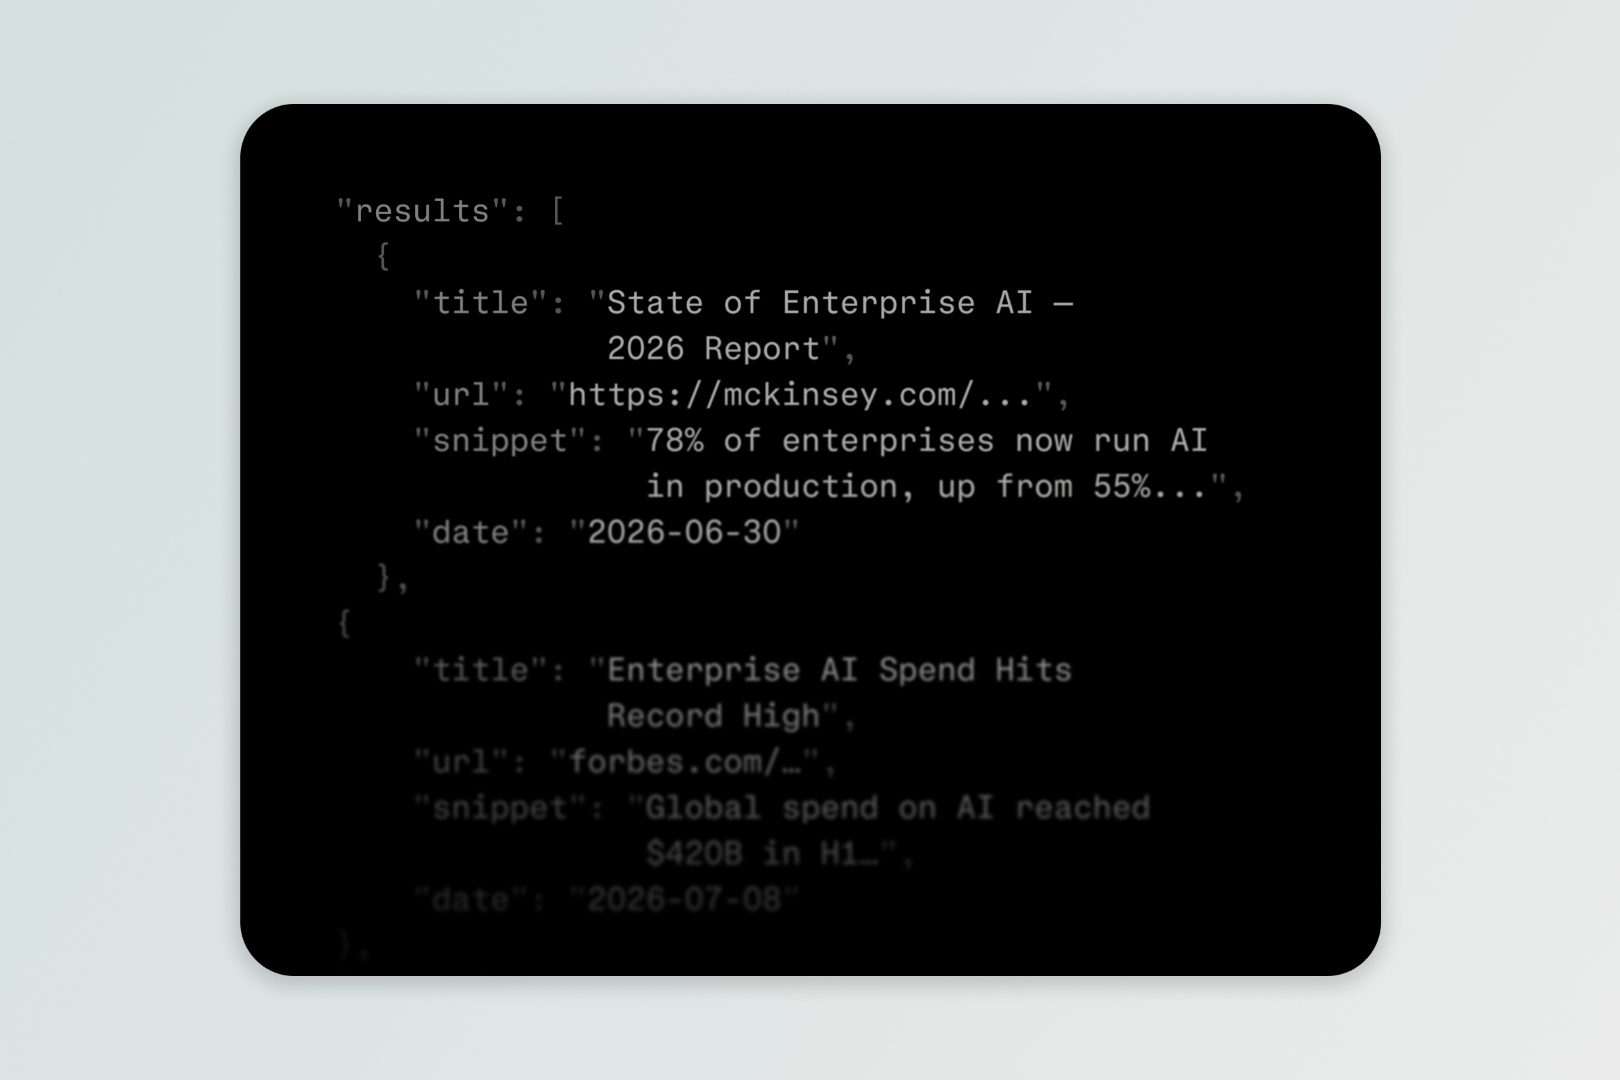 "results": [
{
"title": "State of Enterprise AI —
2026 Report",
"url": "https://mckinsey.com/...",
"snippet": "78% of enterprises now run AI
in production, up from 55%...",
"date": "2026-06-30"
},
{
"title": "Enterprise AI Spend Hits
Record High",
"url": "forbes.com/…",
"snippet": "Global spend on AI reached
$420B in H1…",
"date": "2026-07-08"
},